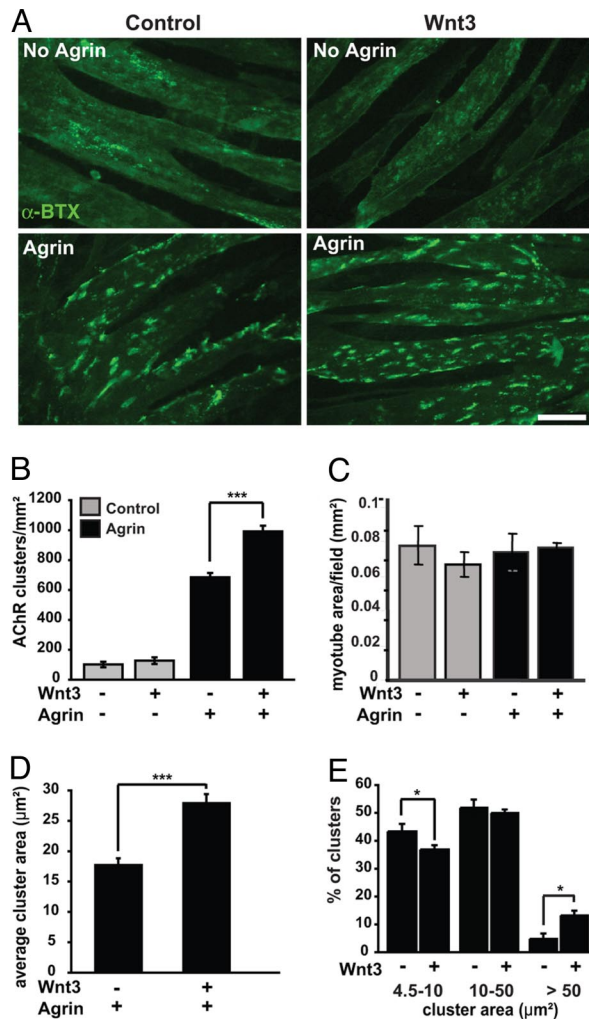 A
Control Wnt3
No Agrin No Agrin
α-BTX
Agrin Agrin
B
AChR clusters/mm²
1200
1000
800
600
400
200
0
Control
Agrin
***
Wnt3 - + - +
Agrin - - + +
C
myotube area/field (mm²)
0.1
0.08
0.06
0.04
0.02
0
Wnt3 - + - +
Agrin - - + +
D
average cluster area (µm²)
30
25
20
15
10
5
0
***
Wnt3 - +
Agrin + +
E
% of clusters
60
50
40
30
20
10
0
*
*
Wnt3 - + - + - +
4.5-10 10-50 > 50
cluster area (µm²)